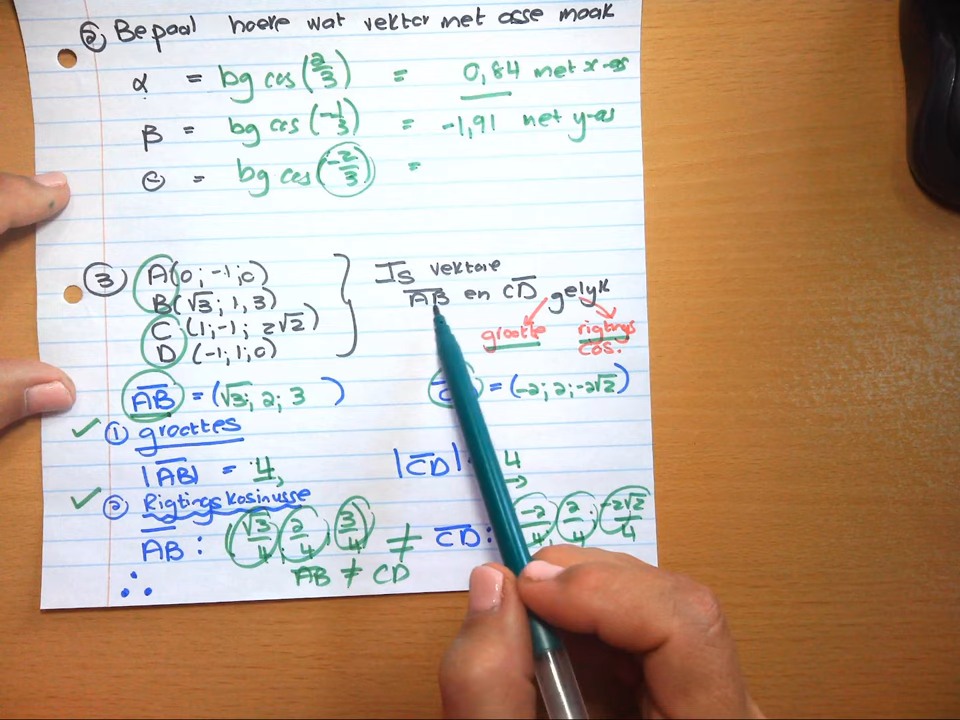 ② Bepaal hoeke wat vektor met asse maak
α = bg cos(2/3) = 0,84 met x-as
β = bg cos(-1/3) = -1,91 met y-as
Θ = bg cos(-2/3) =
③ A(0; -1; 0)
B(√3; 1, 3)
C (1; -1; 2√2)
D (-1; 1; 0)
Is vektore
AB en CD gelyk
grootte rigtings
cos.
AB = (√3; 2; 3 ) = (-2; 2; -2√2)
✓ ① groottes
|AB| = 4, |CD|: 4
✓ ② Rigtingskosinusse
AB : (√3/4; 2/4; 3/4) ≠ CD: -2/4; 2/4; -2√2/4
∴ AB ≠ CD